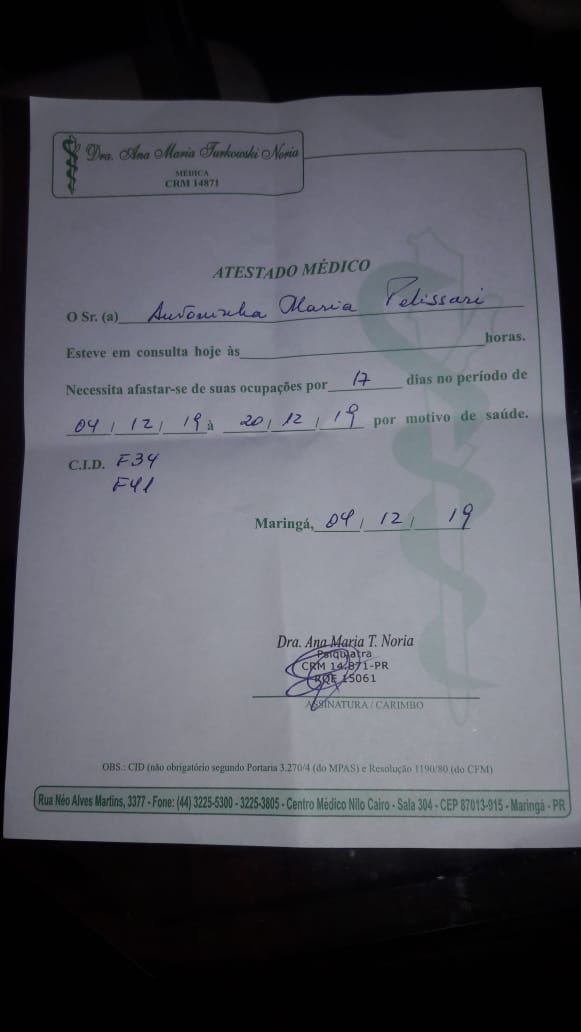 Dra. Ana Maria Turkowski Noria
MÉDICA
CRM 14871
ATESTADO MÉDICO
O Sr. (a) Antoninha Maria Pelissari
Esteve em consulta hoje às horas.
Necessita afastar-se de suas ocupações por 17 dias no período de
04 / 12 / 19 à 20 / 12 / 19 por motivo de saúde.
C.I.D. F34
F41
Maringá, 04 / 12 / 19
Dra. Ana Maria T. Noria
Psiquiatra
CRM 14.871-PR
RQE 15061
ASSINATURA / CARIMBO
OBS.: CID (não obrigatório segundo Portaria 3.270/4 (do MPAS) e Resolução 1190/80 (do CFM)
Rua Néo Alves Martins, 3377 - Fone: (44) 3225-5300 - 3225-3805 - Centro Médico Nilo Cairo - Sala 304 - CEP 87013-915 - Maringá - PR